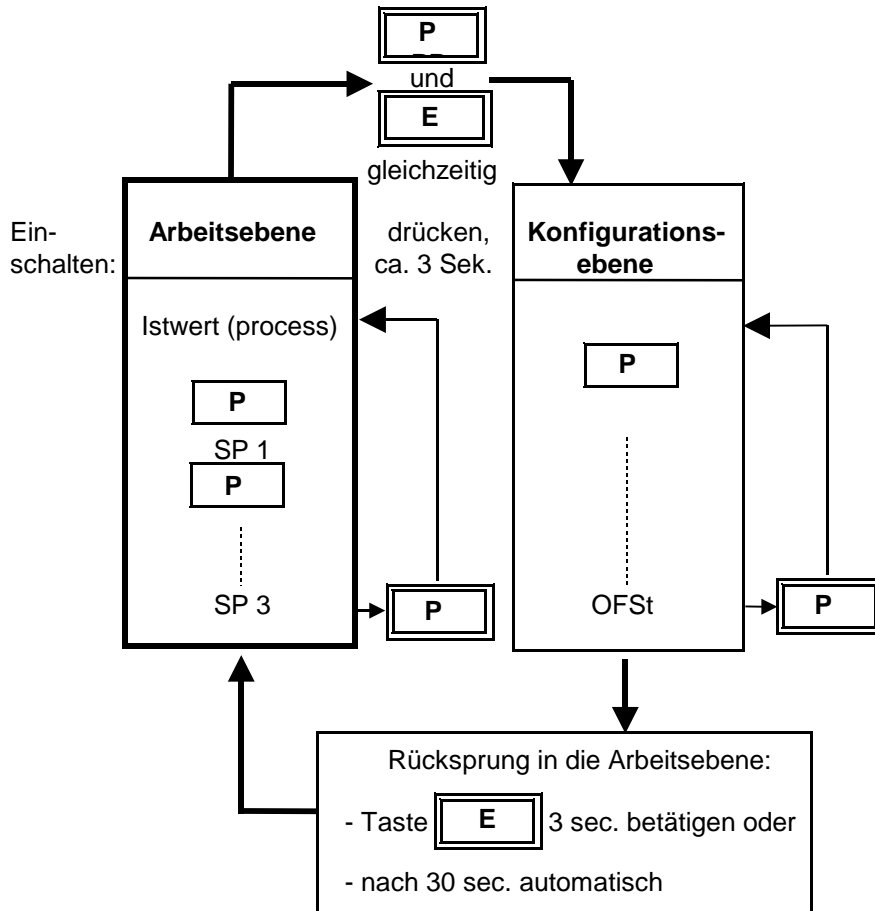 P
und
E
gleichzeitig
drücken,
ca. 3 Sek.
Ein-
schalten:
Arbeitsebene
Istwert (process)
P
SP 1
P
SP 3
P
Konfigurations-
ebene
P
OFSt
P
Rücksprung in die Arbeitsebene:
- Taste E 3 sec. betätigen oder
- nach 30 sec. automatisch